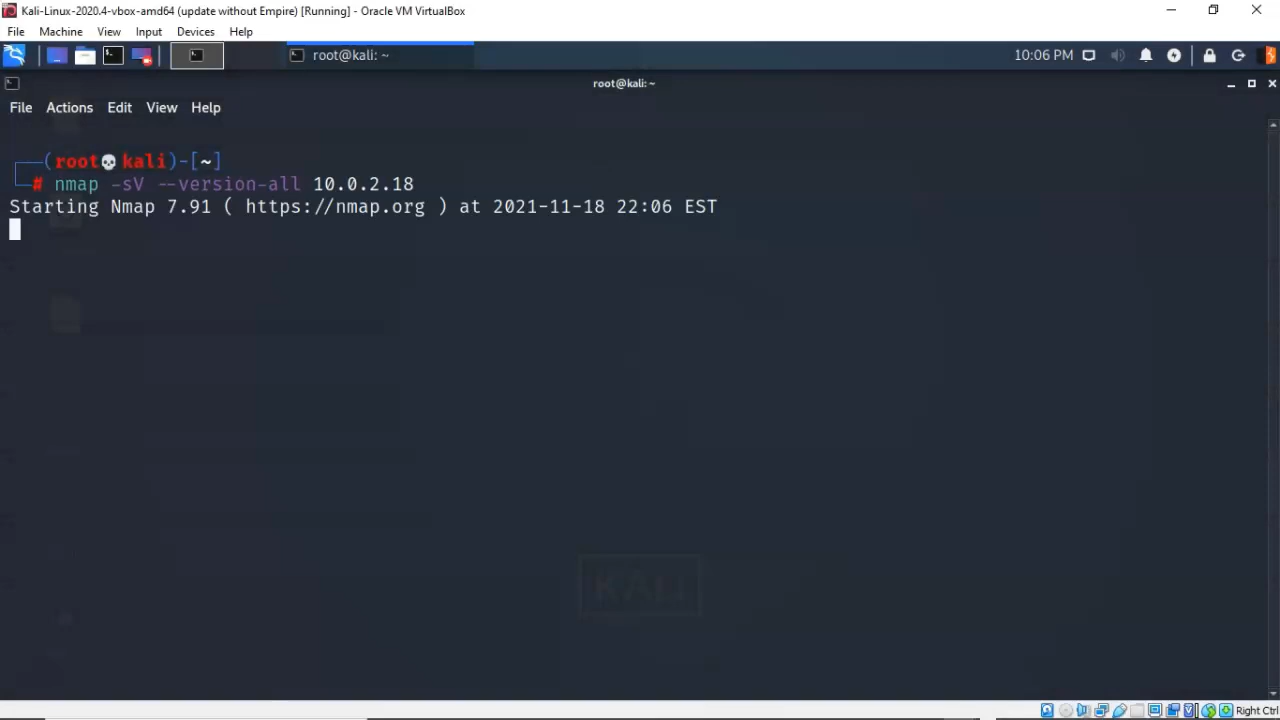 Kali-Linux-2020.4-vbox-amd64 (update without Empire) [Running] - Oracle VM VirtualBox
File Machine View Input Devices Help
root@kali: ~
10:06 PM
root@kali:~
File Actions Edit View Help
(root💀kali)-[~]
# nmap -sV --version-all 10.0.2.18
Starting Nmap 7.91 ( https://nmap.org ) at 2021-11-18 22:06 EST
KALI
Right Ctrl